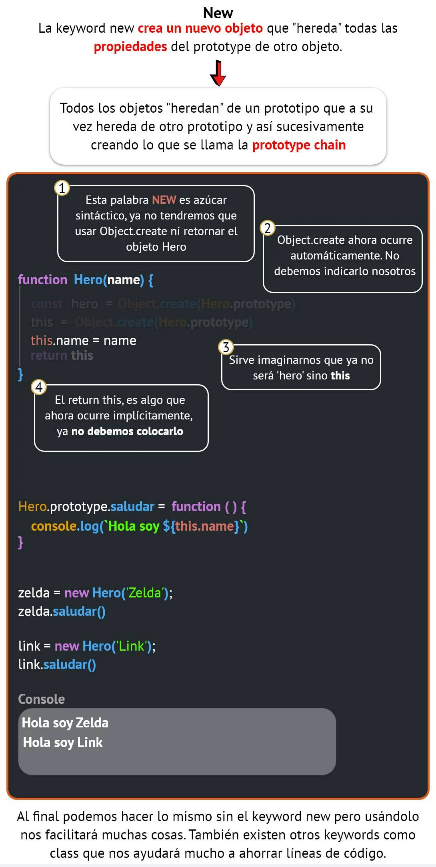 New
La keyword new crea un nuevo objeto que "hereda" todas las
propiedades del prototype de otro objeto.
Todos los objetos "heredan" de un prototipo que a su
vez hereda de otro prototipo y así sucesivamente
creando lo que se llama la prototype chain
1
Esta palabra NEW es azúcar
sintáctico, ya no tendremos que
usar Object.create ni retornar el
objeto Hero
2
Object.create ahora ocurre
automáticamente. No
debemos indicarlo nosotros
function Hero(name) {
const hero = Object.create(Hero.prototype)
this = Object.create(Hero.prototype)
this.name = name
return this
}
3
Sirve imaginarnos que ya no
será 'hero' sino this
4
El return this, es algo que
ahora ocurre implícitamente,
ya no debemos colocarlo
Hero.prototype.saludar = function ( ) {
console.log(`Hola soy ${this.name}`)
}
zelda = new Hero('Zelda');
zelda.saludar()
link = new Hero('Link');
link.saludar()
Console
Hola soy Zelda
Hola soy Link
Al final podemos hacer lo mismo sin el keyword new pero usándolo
nos facilitará muchas cosas. También existen otros keywords como
class que nos ayudará mucho a ahorrar líneas de código.